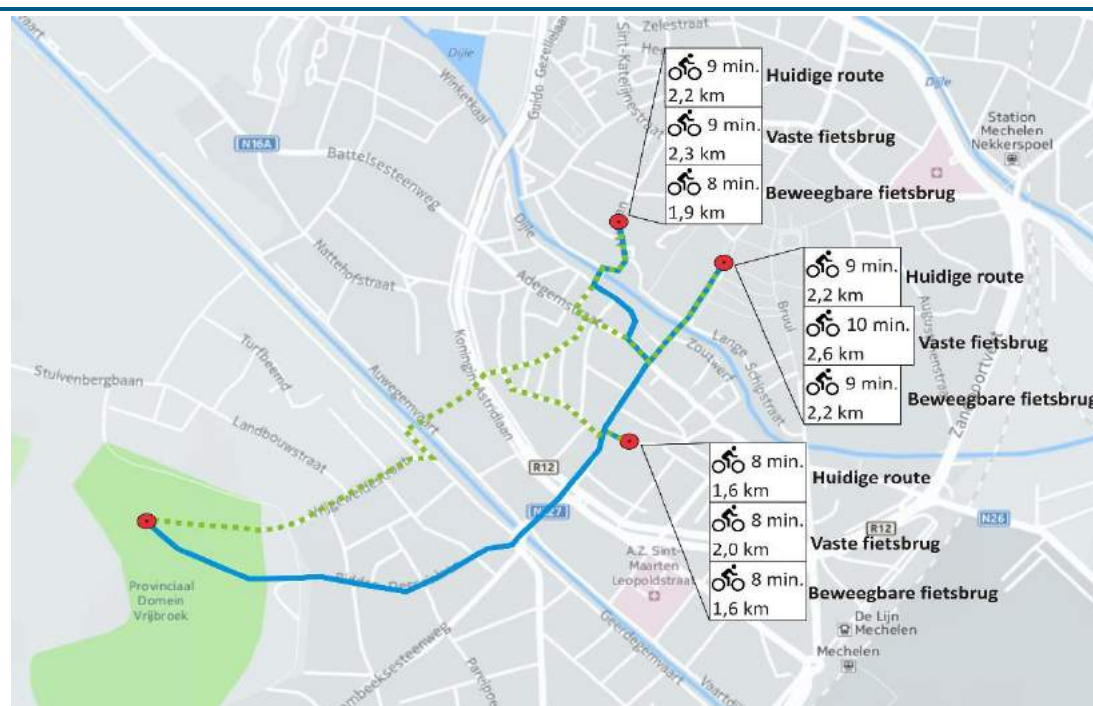 Zelestraat
Dijle
Guido Gezellelaan
Sint-Katelijnestraat
Winketkaal
9 min.
2,2 km
Huidige route
9 min.
2,3 km
Vaste fietsbrug
8 min.
1,9 km
Beweegbare fietsbrug
Dijle
Station
Mechelen
Nekkerspoel
N16A
Battelsesteenweg
Dijle
Nattehofstraat
Adegemstraat
9 min.
2,2 km
Huidige route
10 min.
2,6 km
Vaste fietsbrug
9 min.
2,2 km
Beweegbare fietsbrug
Bruul
Zandpoortvest
Zoutwerf
Lange Schipstraat
Koningin Astridlaan
Turfheemd
Auwegemvaart
Stuivenbergbaan
Landbouwstraat
R12
8 min.
1,6 km
Huidige route
8 min.
2,0 km
Vaste fietsbrug
8 min.
1,6 km
Beweegbare fietsbrug
R12
N26
A.Z. Sint-
Maarten
Leopoldstraat
Provinciaal
Domein
Vrijbroek
Geerdegemvaart
De Lijn
Mechelen
Mechelen